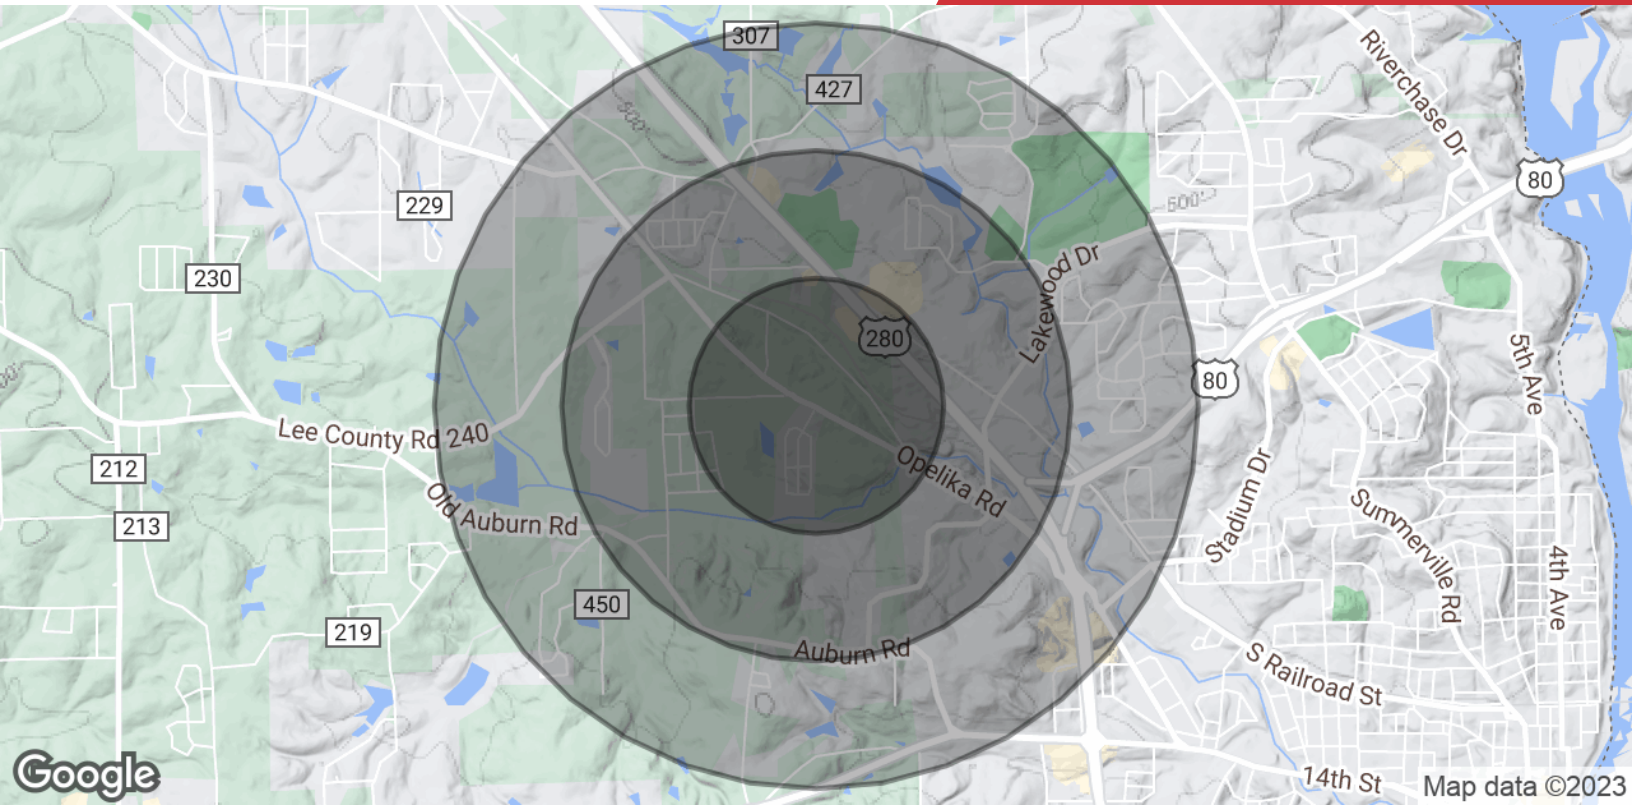 307
427
Riverchase Dr
900'
80
229
500'
230
Lakewood Dr
280
5th Ave
80
Lee County Rd 240
212
Opelika Rd
Old Auburn Rd
213
Stadium Dr
Summerville Rd
4th Ave
450
219
Auburn Rd
S Railroad St
14th St
Google
Map data ©2023